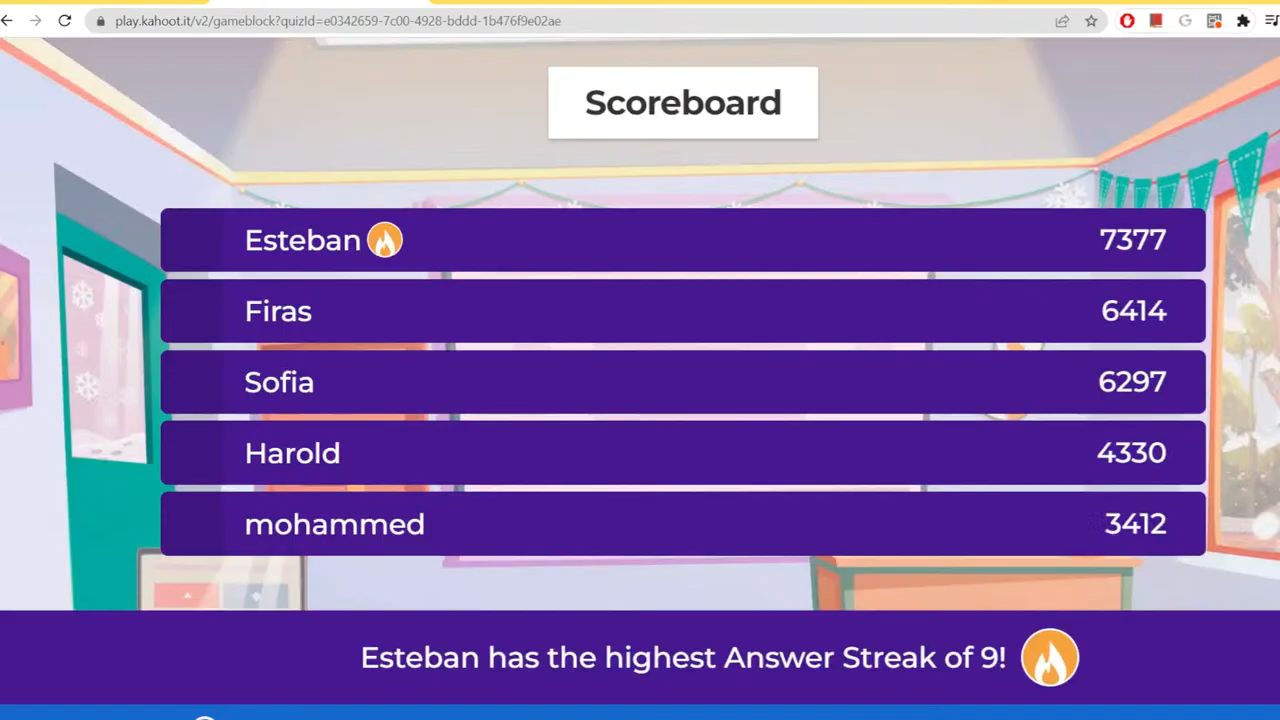 play.kahoot.it/v2/gameblock?quizId=e0342659-7c00-4928-bddd-1b476f9e02ae
Scoreboard
Esteban 7377
Firas 6414
Sofia 6297
Harold 4330
mohammed 3412
Esteban has the highest Answer Streak of 9!